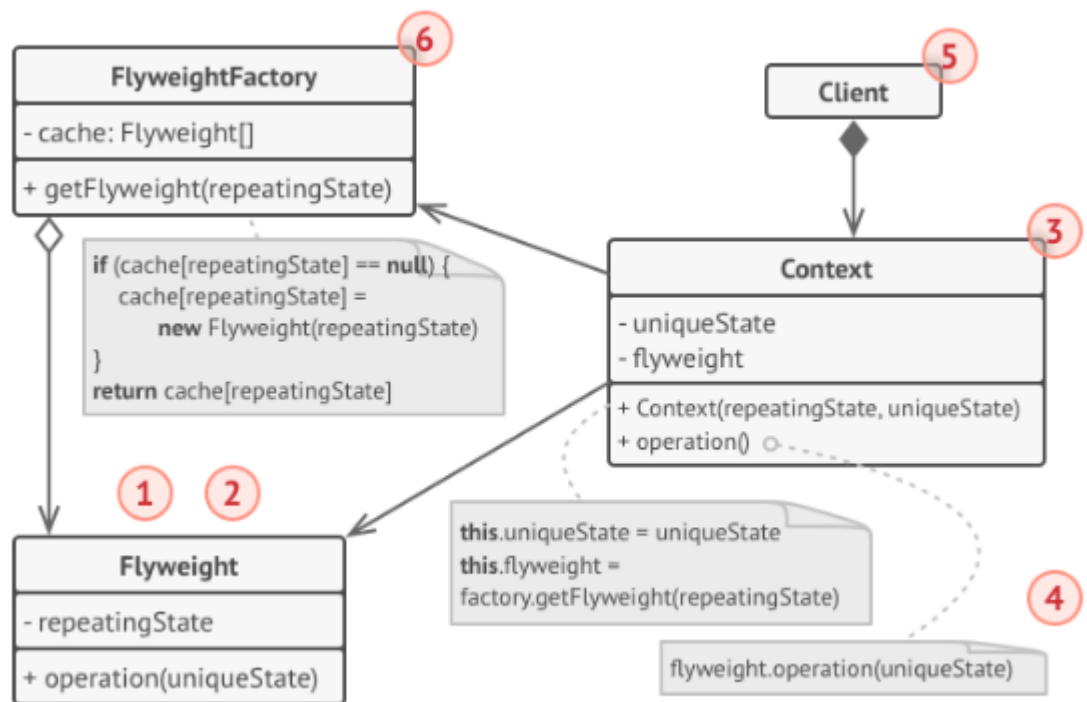 6
FlyweightFactory
- cache: Flyweight[]
+ getFlyweight(repeatingState)
if (cache[repeatingState] == null) {
cache[repeatingState] =
new Flyweight(repeatingState)
}
return cache[repeatingState]
5
Client
3
Context
- uniqueState
- flyweight
+ Context(repeatingState, uniqueState)
+ operation()
1
2
Flyweight
- repeatingState
+ operation(uniqueState)
this.uniqueState = uniqueState
this.flyweight =
factory.getFlyweight(repeatingState)
4
flyweight.operation(uniqueState)